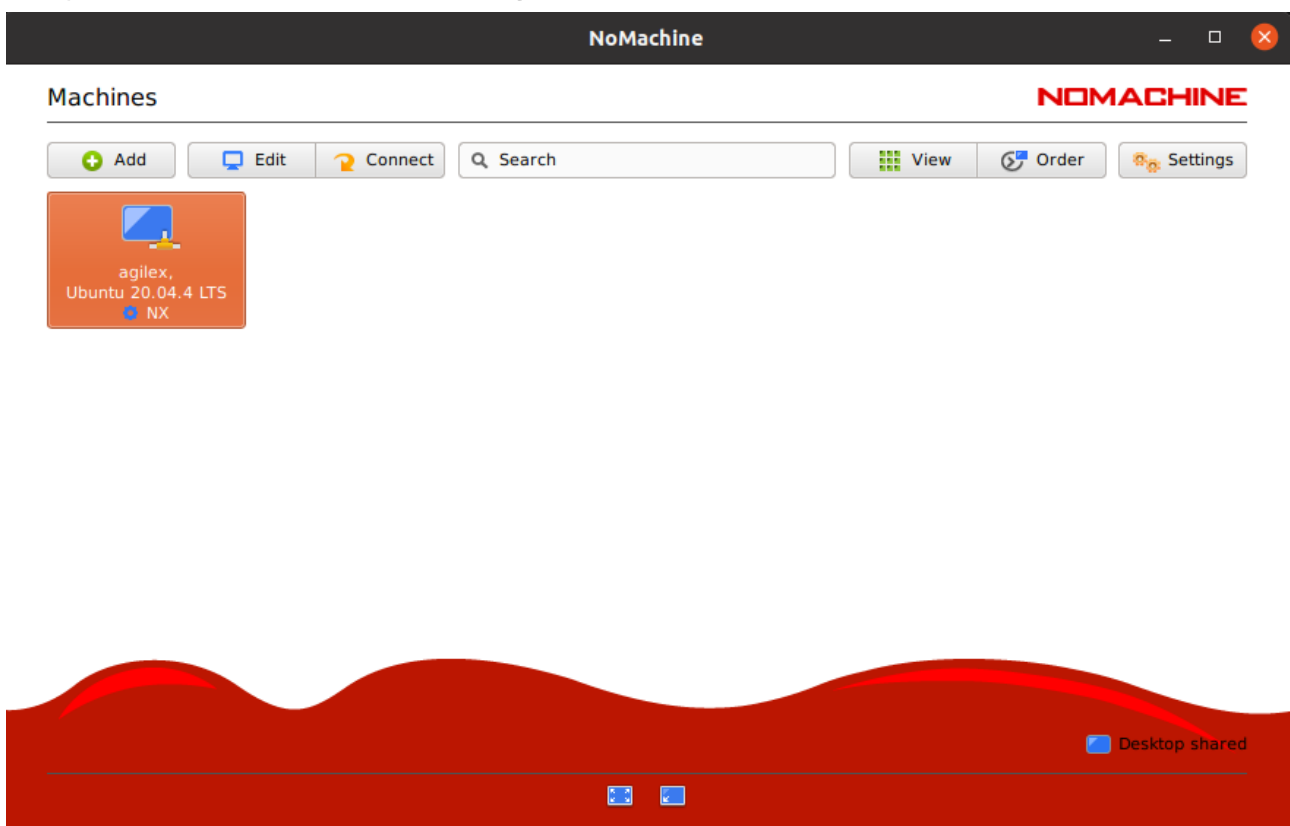 NoMachine
Machines
NOMACHINE
Add Edit Connect Search View Order Settings
agilex,
Ubuntu 20.04.4 LTS
NX
Desktop shared